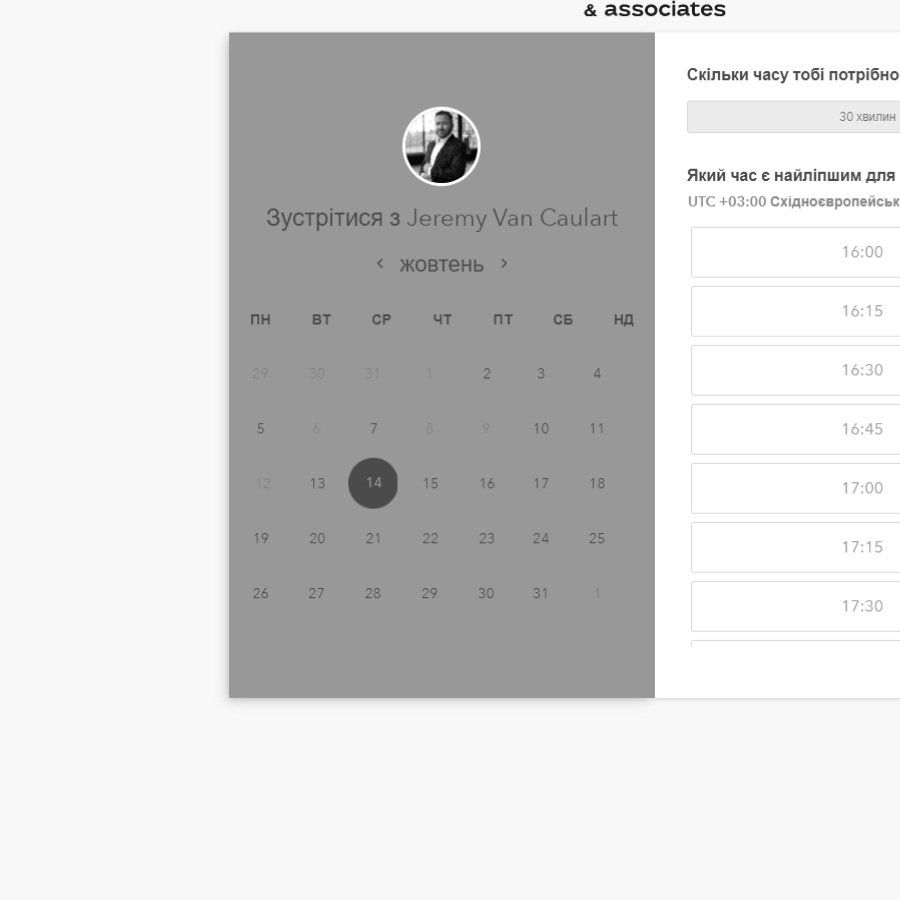 & associates
Зустрітися з Jeremy Van Caulart
жовтень
ПН ВТ СР ЧТ ПТ СБ НД
29 30 31 1 2 3 4
5 6 7 8 9 10 11
12 13 14 15 16 17 18
19 20 21 22 23 24 25
26 27 28 29 30 31 1
Скільки часу тобі потрібно
30 хвилин
Який час є найліпшим для
UTC +03:00 Східноєвропейськ
16:00
16:15
16:30
16:45
17:00
17:15
17:30